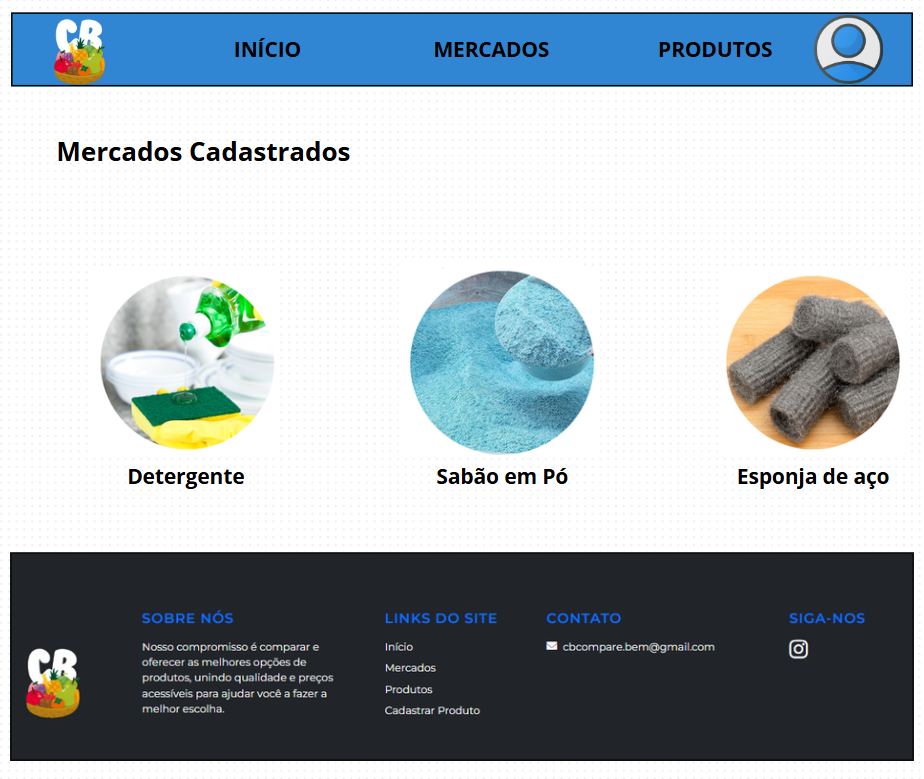 CB
INÍCIO
MERCADOS
PRODUTOS
Mercados Cadastrados
Detergente
Sabão em Pó
Esponja de aço
CB
SOBRE NÓS
Nosso compromisso é comparar e
oferecer as melhores opções de
produtos, unindo qualidade e preços
acessíveis para ajudar você a fazer a
melhor escolha.
LINKS DO SITE
Início
Mercados
Produtos
Cadastrar Produto
CONTATO
cbcompare.bem@gmail.com
SIGA-NOS